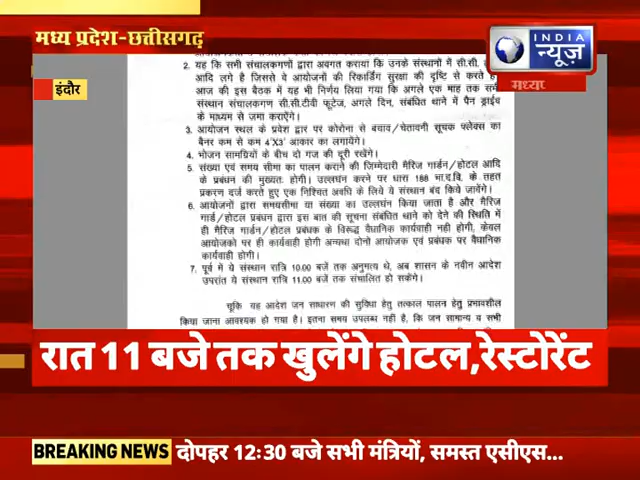 मध्य प्रदेश-छत्तीसगढ़
INDIA
न्यूज़
इंदौर
मध्यप्र
2. यह कि सभी संचालकगणों द्वारा अवगत कराया कि उनके संस्थानों में सी.सी.
आदि लगे है जिससे वे आयोजनों की रिकार्डिंग सुरक्षा की दृष्टि से करते है
आज की इस बैठक में यह भी निर्णय लिया गया कि अगले एक माह तक सभी
संस्थान संचालकगण सी.सी.टी.वी फूटेज, अगले दिन, संबंधित थाने में पैन ड्राईव
के माध्यम से जमा कराऐंगे।
3. आयोजन स्थल के प्रवेश द्वार पर कोरोना से बचाव/चेतावनी सूचक फ्लेक्स का
बैनर कम से कम 4'X3' आकार का लगायेंगे।
4. भोजन सामग्रियों के बीच दो गज की दूरी रखेंगे।
5. संख्या एवं समय सीमा का पालन कराने की जिम्मेदारी मैरिज गार्डन/होटल आदि
के प्रबंधन की मुख्यतः होगी। उल्लघंन करने पर धारा 188 भा.द.वि. के तहत
प्रकरण दर्ज करते हुए एक निश्चित अवधि के लिये ये संस्थान बंद किये जावेंगे।
6. आयोजनों द्वारा समयसीमा या संख्या का उल्लघंन किया जाता है और मैरिज
गार्ड/होटल प्रबंधन द्वारा इस बात की सूचना संबंधित थाने को देने की स्थिति में
ही मैरिज गार्डन/होटल प्रबंधक के विरूद्ध वैधानिक कार्यवाही नही होगी, केवल
आयोजको पर ही कार्यवाही होगी अन्यथा दोनों आयोजक एवं प्रबंधक पर वैधानिक
कार्यवाही होगी।
7. पूर्व में ये संस्थान रात्रि 10.00 बजें तक अनुमत्य थे, अब शासन के नवीन आदेश
उपरांत ये संस्थान रात्रि 11.00 बजें तक संचालित हो सकेंगे।
चूकि यह आदेश जन साधारण की सुविधा हेतु तत्काल पालन हेतु प्रभावशील
किया जाना आवश्यक हो गया है। इतना समय उपलब्ध नहीं है, कि जन सामान्य व सभी
रात 11 बजे तक खुलेंगे होटल,रेस्टोरेंट
BREAKING NEWS दोपहर 12:30 बजे सभी मंत्रियों, समस्त एसीएस...